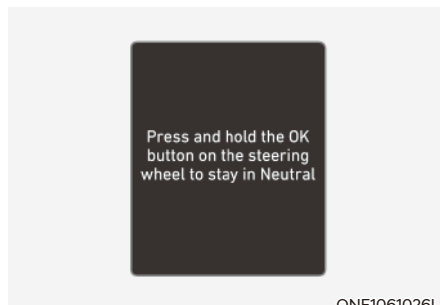 Press and hold the OK
button on the steering
wheel to stay in Neutral